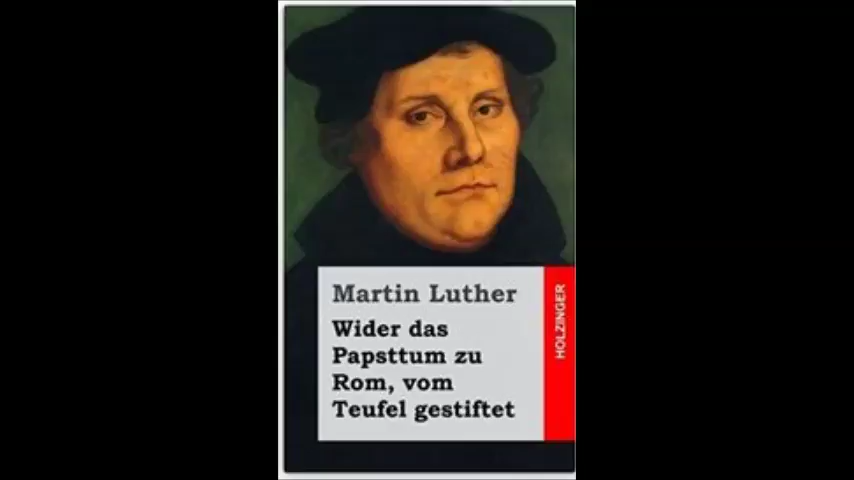 Martin Luther
Wider das
Papsttum zu
Rom, vom
Teufel gestiftet
HOLZINGER